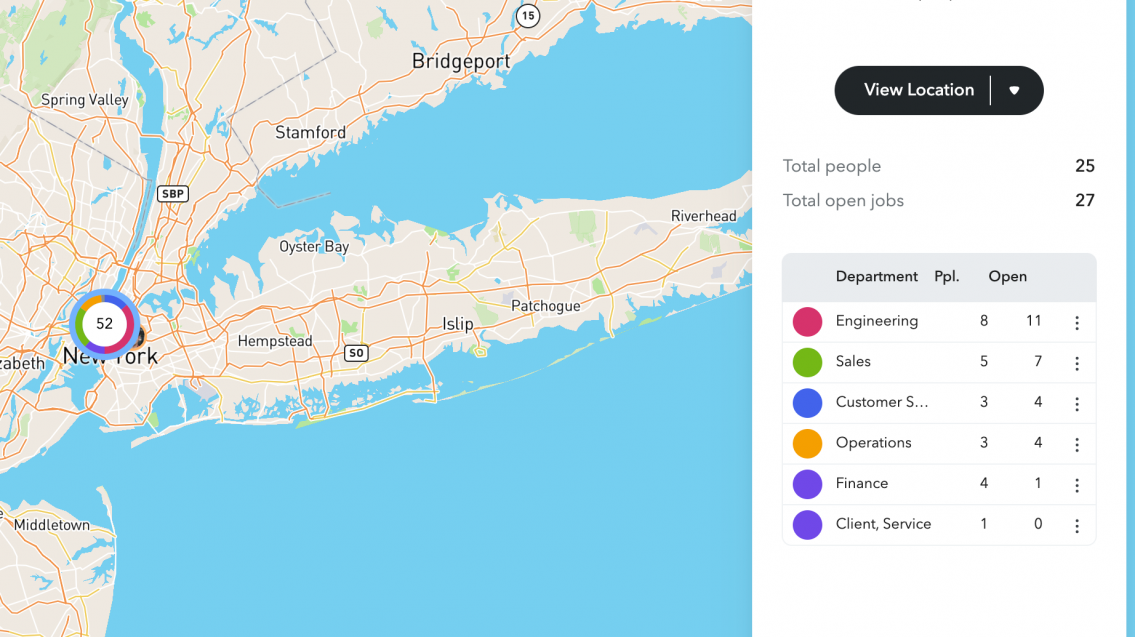 15
Bridgeport
Spring Valley
Stamford
SBP
Riverhead
Oyster Bay
Patchogue
Islip
52
Hempstead
SO
New York
zabeth
Middletown
View Location
Total people 25
Total open jobs 27
Department Ppl. Open
Engineering 8 11
Sales 5 7
Customer S... 3 4
Operations 3 4
Finance 4 1
Client, Service 1 0